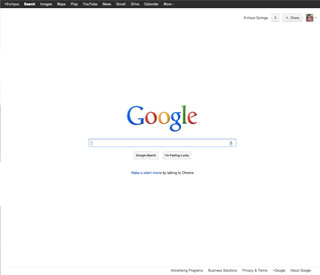 +Enrique Search Images Maps Play YouTube News Gmail Drive Calendar More
Enrique Quiroga 2 + Share
Google
Google Search I'm Feeling Lucky
Make a silent movie by talking to Chrome
Advertising Programs Business Solutions Privacy & Terms +Google About Google